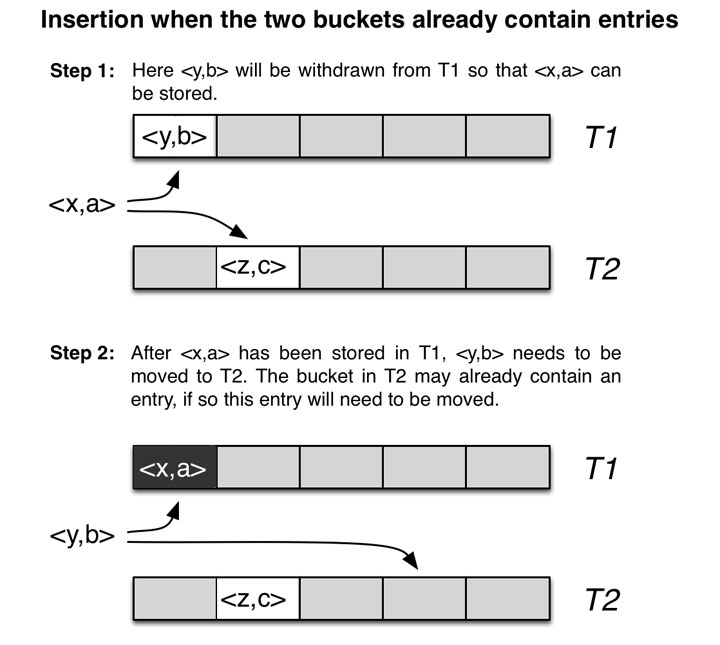 Insertion when the two buckets already contain entries
Step 1: Here <y,b> will be withdrawn from T1 so that <x,a> can
be stored.
<y,b>
T1
<x,a>
<z,c>
T2
Step 2: After <x,a> has been stored in T1, <y,b> needs to be
moved to T2. The bucket in T2 may already contain an
entry, if so this entry will need to be moved.
<x,a>
T1
<y,b>
<z,c>
T2